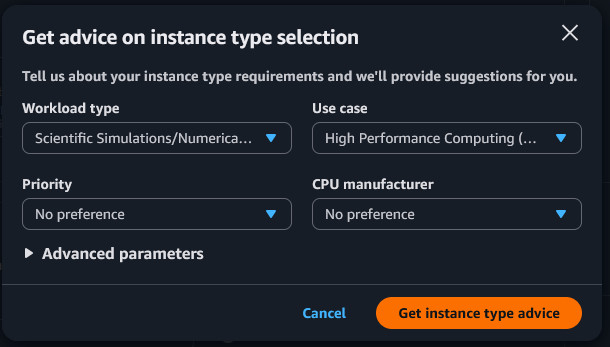 Get advice on instance type selection
Tell us about your instance type requirements and we'll provide suggestions for you.
Workload type
Use case
Scientific Simulations/Numerica...
High Performance Computing (...
Priority
CPU manufacturer
No preference
No preference
Advanced parameters
Cancel
Get instance type advice